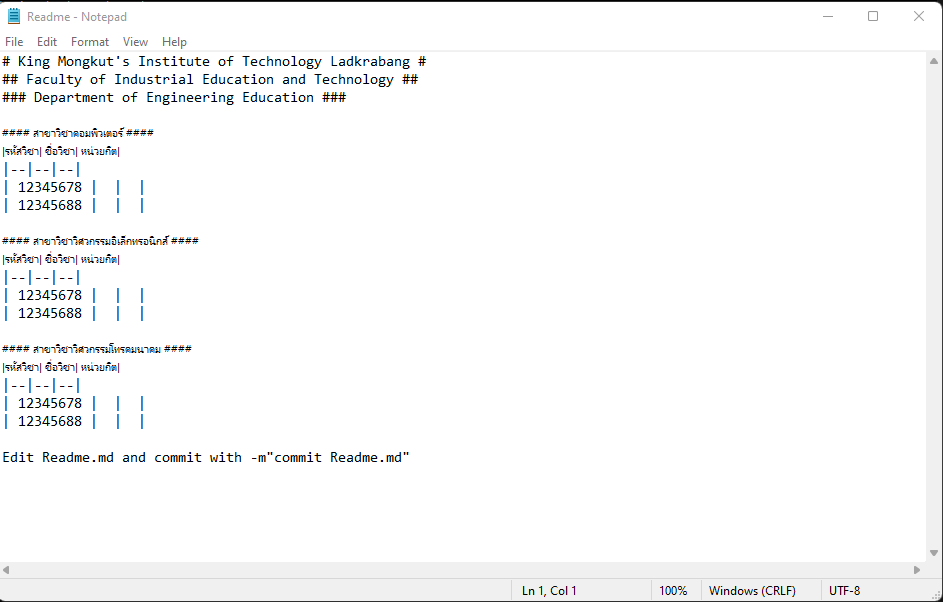 Readme - Notepad
File Edit Format View Help
# King Mongkut's Institute of Technology Ladkrabang #
## Faculty of Industrial Education and Technology ##
### Department of Engineering Education ###
#### สาขาวิชาคอมพิวเตอร์ ####
|รหัสวิชา| ชื่อวิชา| หน่วยกิต|
|--|--|--|
| 12345678 |  |  |
| 12345688 |  |  |
#### สาขาวิชาวิศวกรรมอิเล็กทรอนิกส์ ####
|รหัสวิชา| ชื่อวิชา| หน่วยกิต|
|--|--|--|
| 12345678 |  |  |
| 12345688 |  |  |
#### สาขาวิชาวิศวกรรมโทรคมนาคม ####
|รหัสวิชา| ชื่อวิชา| หน่วยกิต|
|--|--|--|
| 12345678 |  |  |
| 12345688 |  |  |
Edit Readme.md and commit with -m"commit Readme.md"
Ln 1, Col 1 100% Windows (CRLF) UTF-8